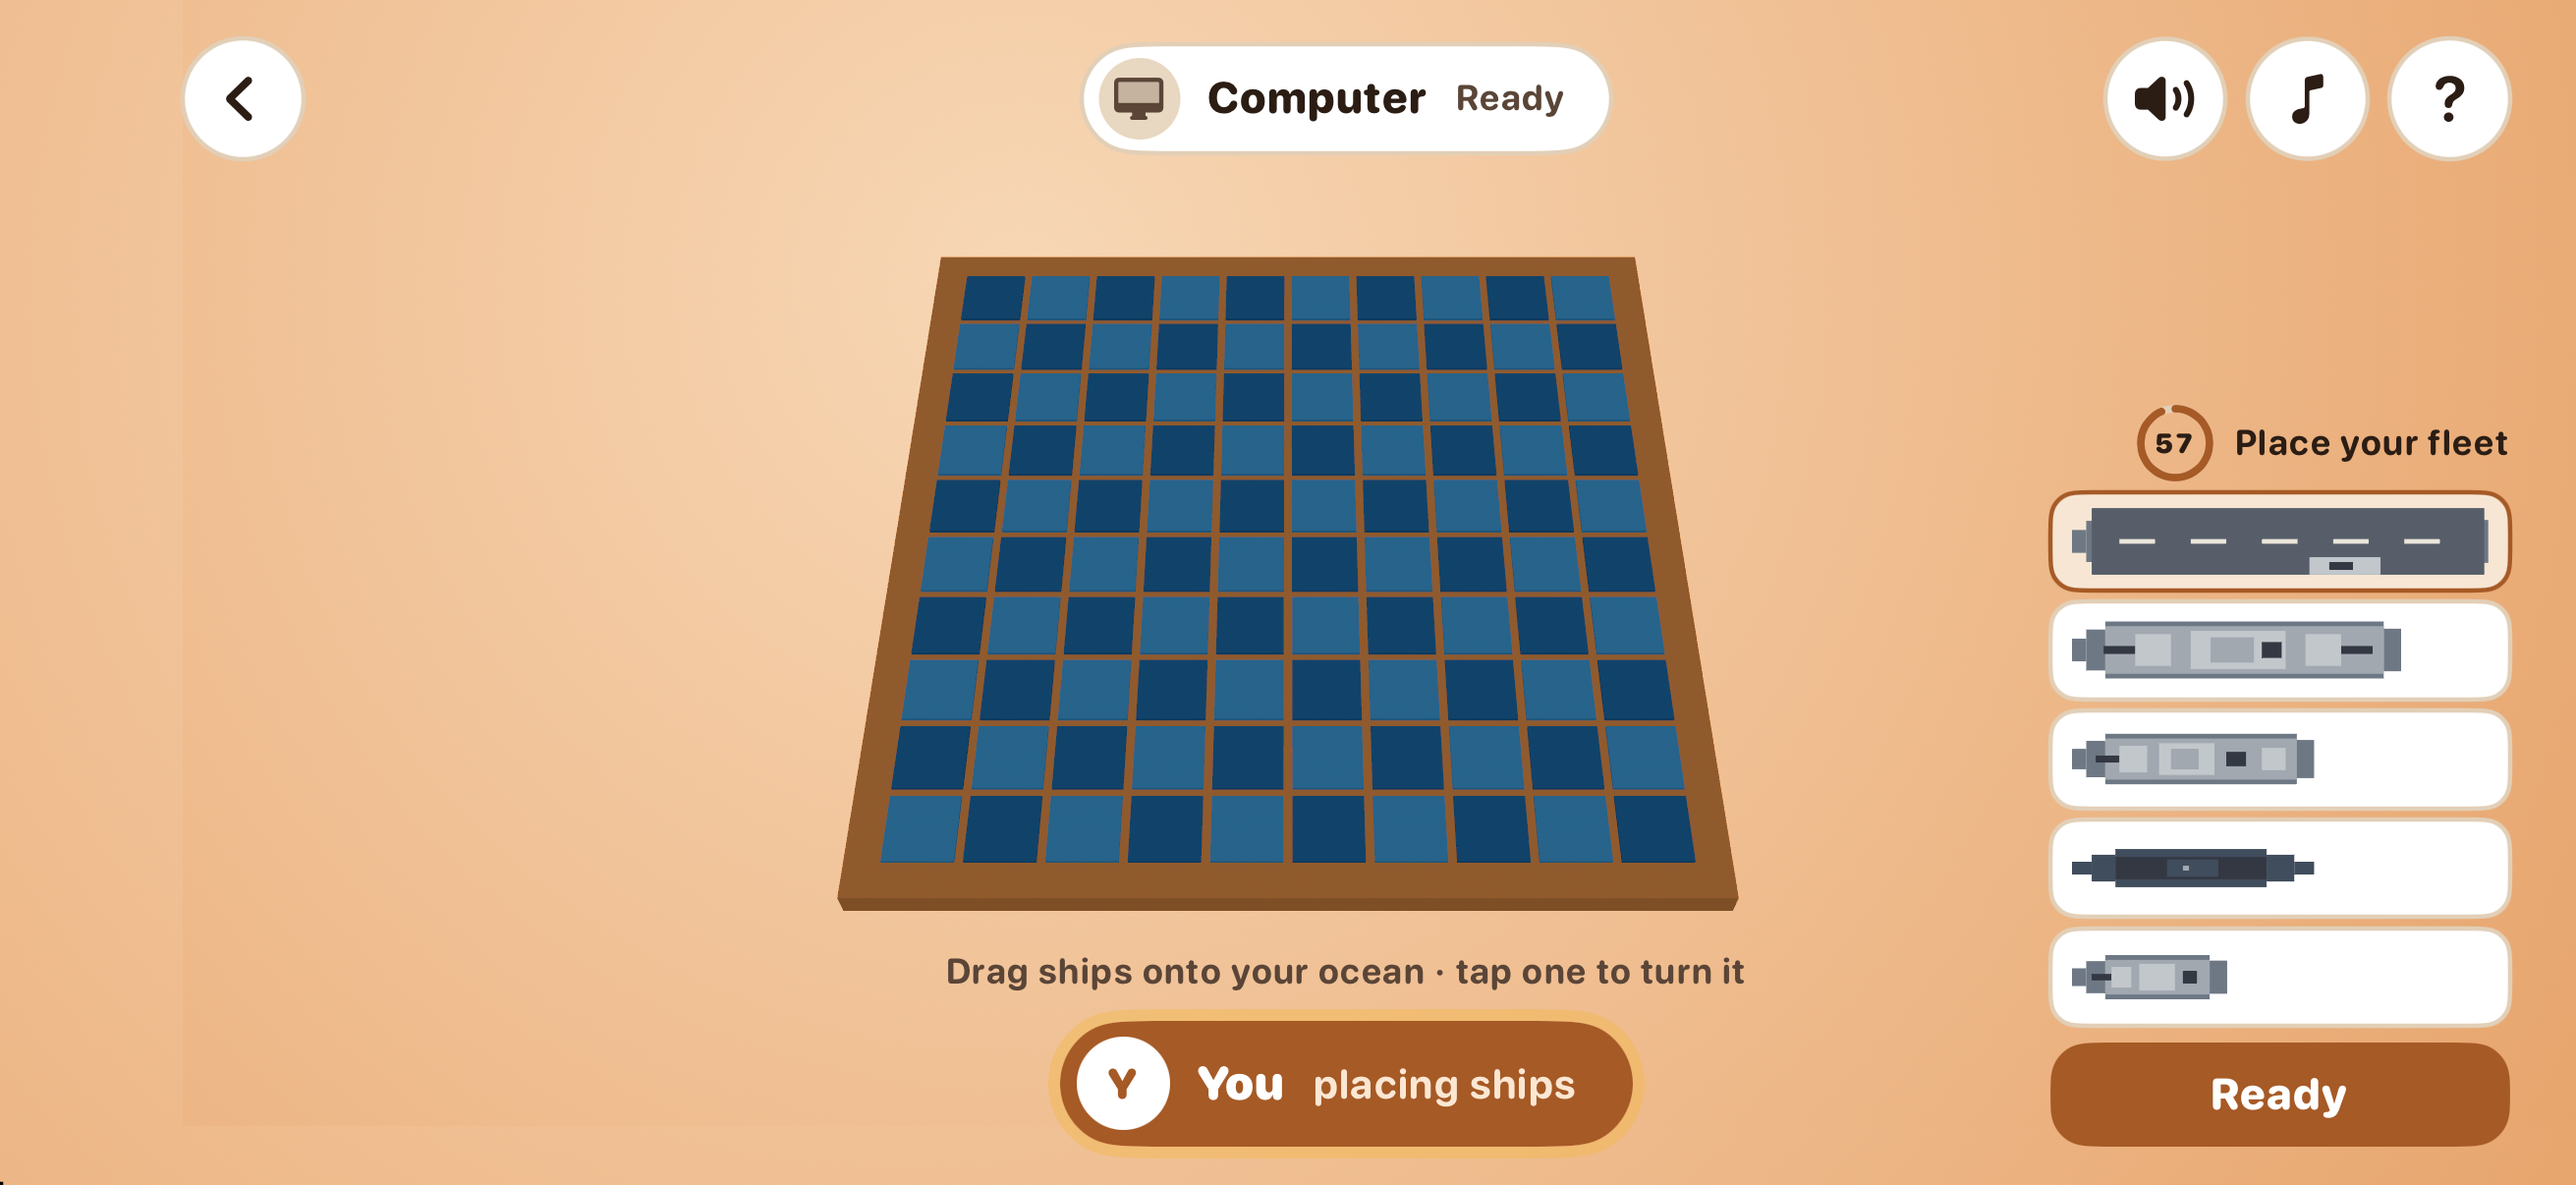 Computer Ready
?
57 Place your fleet
Drag ships onto your ocean · tap one to turn it
Y You placing ships
Ready